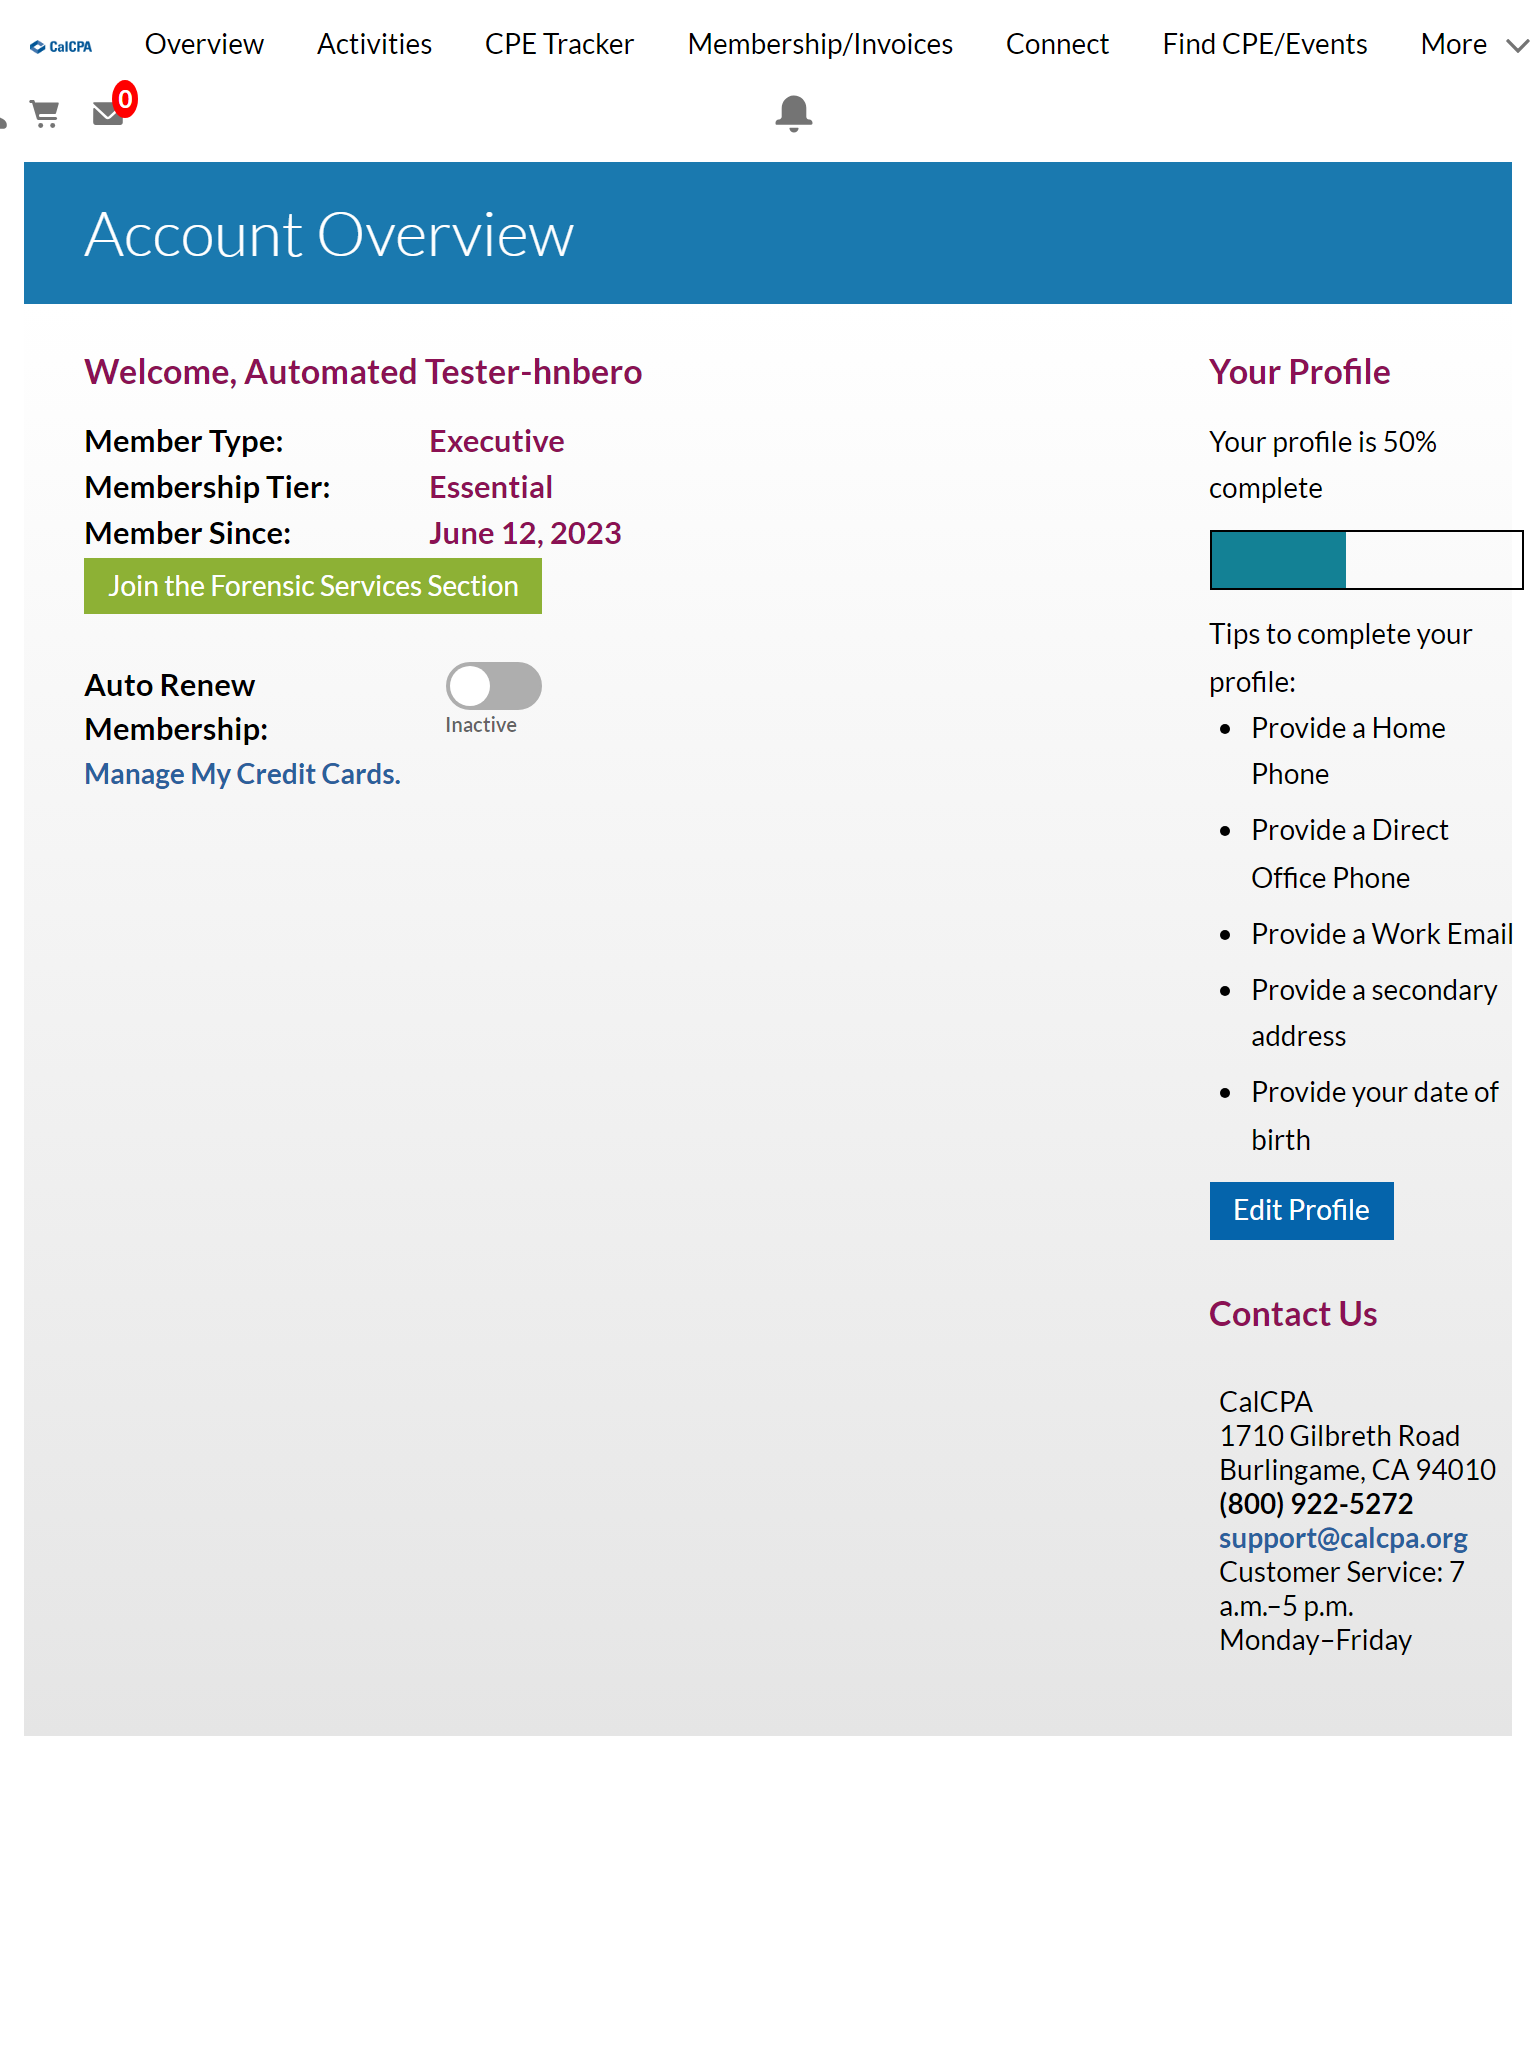 CalCPA
Overview
Activities
CPE Tracker
Membership/Invoices
Connect
Find CPE/Events
More
0
Account Overview
Welcome, Automated Tester-hnbero
Member Type:
Executive
Membership Tier:
Essential
Member Since:
June 12, 2023
Join the Forensic Services Section
Auto Renew
Membership:
Inactive
Manage My Credit Cards.
Your Profile
Your profile is 50%
complete
Tips to complete your
profile:
Provide a Home
Phone
Provide a Direct
Office Phone
Provide a Work Email
Provide a secondary
address
Provide your date of
birth
Edit Profile
Contact Us
CalCPA
1710 Gilbreth Road
Burlingame, CA 94010
(800) 922-5272
support@calcpa.org
Customer Service: 7
a.m.–5 p.m.
Monday–Friday